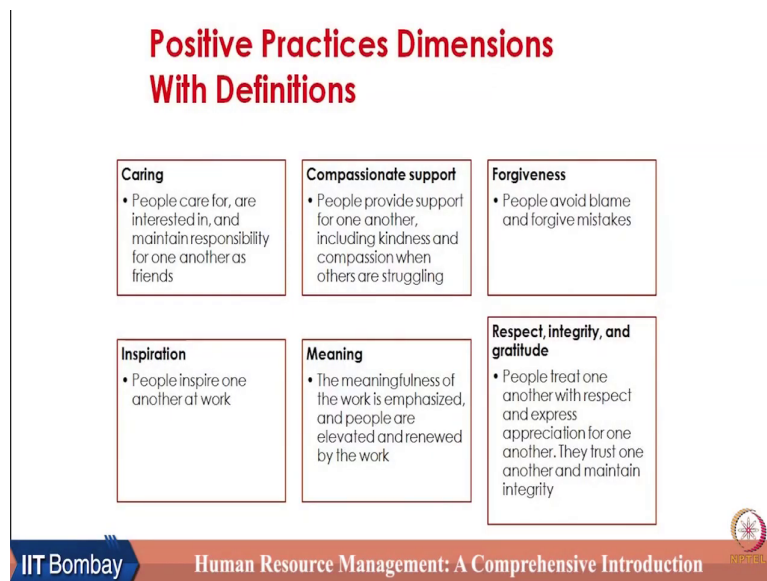 Positive Practices Dimensions
With Definitions
Caring
• People care for, are
interested in, and
maintain responsibility
for one another as
friends
Compassionate support
• People provide support
for one another,
including kindness and
compassion when
others are struggling
Forgiveness
• People avoid blame
and forgive mistakes
Inspiration
• People inspire one
another at work
Meaning
• The meaningfulness of
the work is emphasized,
and people are
elevated and renewed
by the work
Respect, integrity, and
gratitude
• People treat one
another with respect
and express
appreciation for one
another. They trust one
another and maintain
integrity
IIT Bombay
Human Resource Management: A Comprehensive Introduction
NPTEL